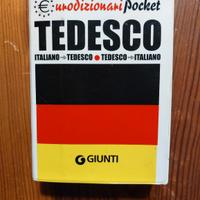 €urodizionari Pocket
TEDESCO
ITALIANO→TEDESCO • TEDESCO→ITALIANO
GIUNTI